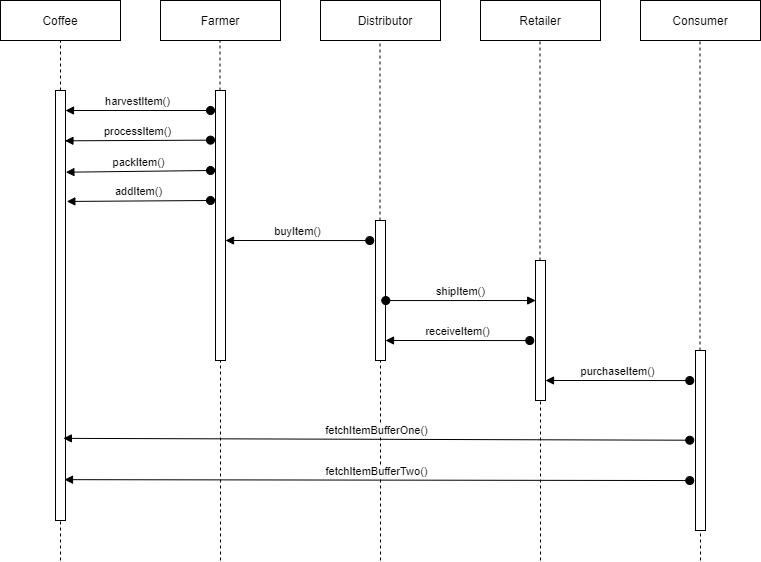 Coffee
Farmer
Distributor
Retailer
Consumer
harvestItem()
processItem()
packItem()
addItem()
buyItem()
shipItem()
receiveItem()
purchaseItem()
fetchItemBufferOne()
fetchItemBufferTwo()